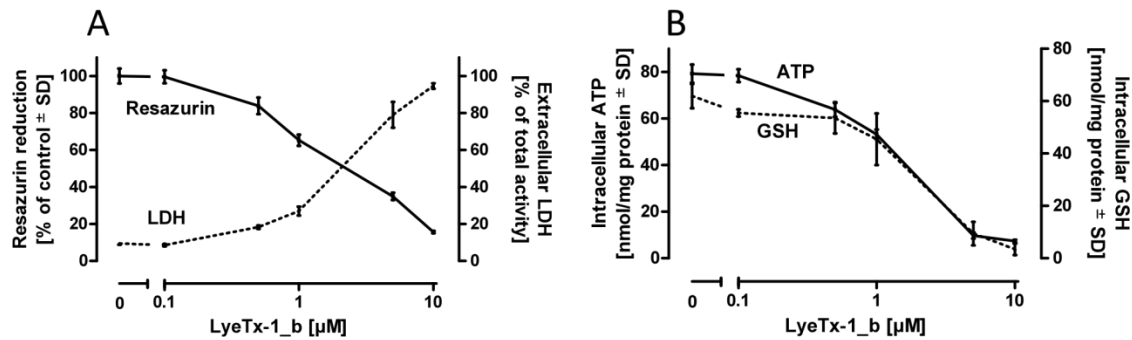 A
Resazurin reduction
[% of control ± SD]
100
80
60
40
20
0
Resazurin
LDH
100
80
60
40
20
0
Extracellular LDH
[% of total activity]
0
0.1
1
10
LyeTx-1_b [µM]
B
Intracellular ATP
[nmol/mg protein ± SD]
80
60
40
20
0
ATP
GSH
80
60
40
20
0
Intracellular GSH
[nmol/mg protein ± SD]
0
0.1
1
10
LyeTx-1_b [µM]